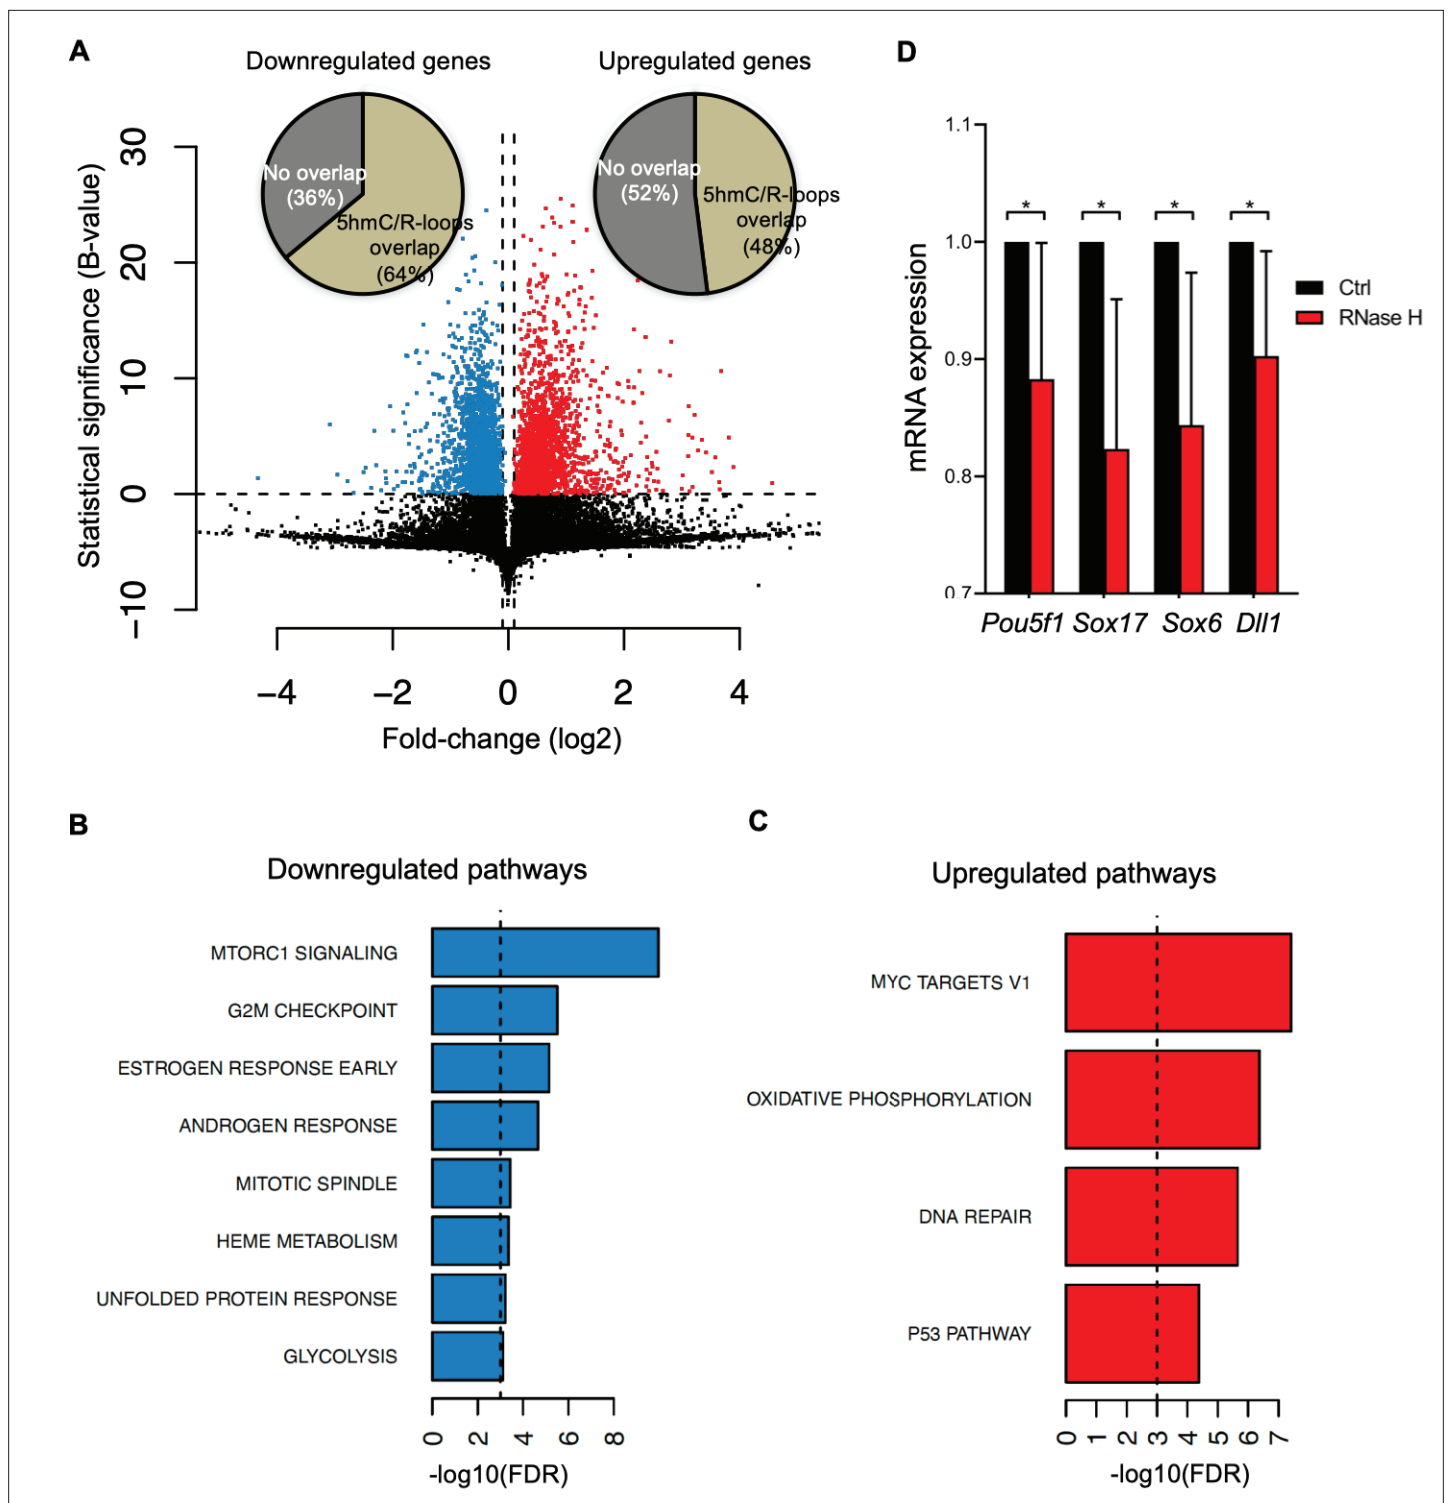 A
Downregulated genes
Upregulated genes
No overlap
(36%)
5hmC/R-loops
overlap
(64%)
No overlap
(52%)
5hmC/R-loops
overlap
(48%)
Statistical significance (B-value)
30
20
10
0
−10
−4
−2
0
2
4
Fold-change (log2)
D
mRNA expression
1.1
1.0
0.9
0.8
0.7
*
*
*
*
Ctrl
RNase H
Pou5f1 Sox17 Sox6 Dll1
B
Downregulated pathways
MTORC1 SIGNALING
G2M CHECKPOINT
ESTROGEN RESPONSE EARLY
ANDROGEN RESPONSE
MITOTIC SPINDLE
HEME METABOLISM
UNFOLDED PROTEIN RESPONSE
GLYCOLYSIS
0
2
4
6
8
-log10(FDR)
C
Upregulated pathways
MYC TARGETS V1
OXIDATIVE PHOSPHORYLATION
DNA REPAIR
P53 PATHWAY
0
1
2
3
4
5
6
7
-log10(FDR)